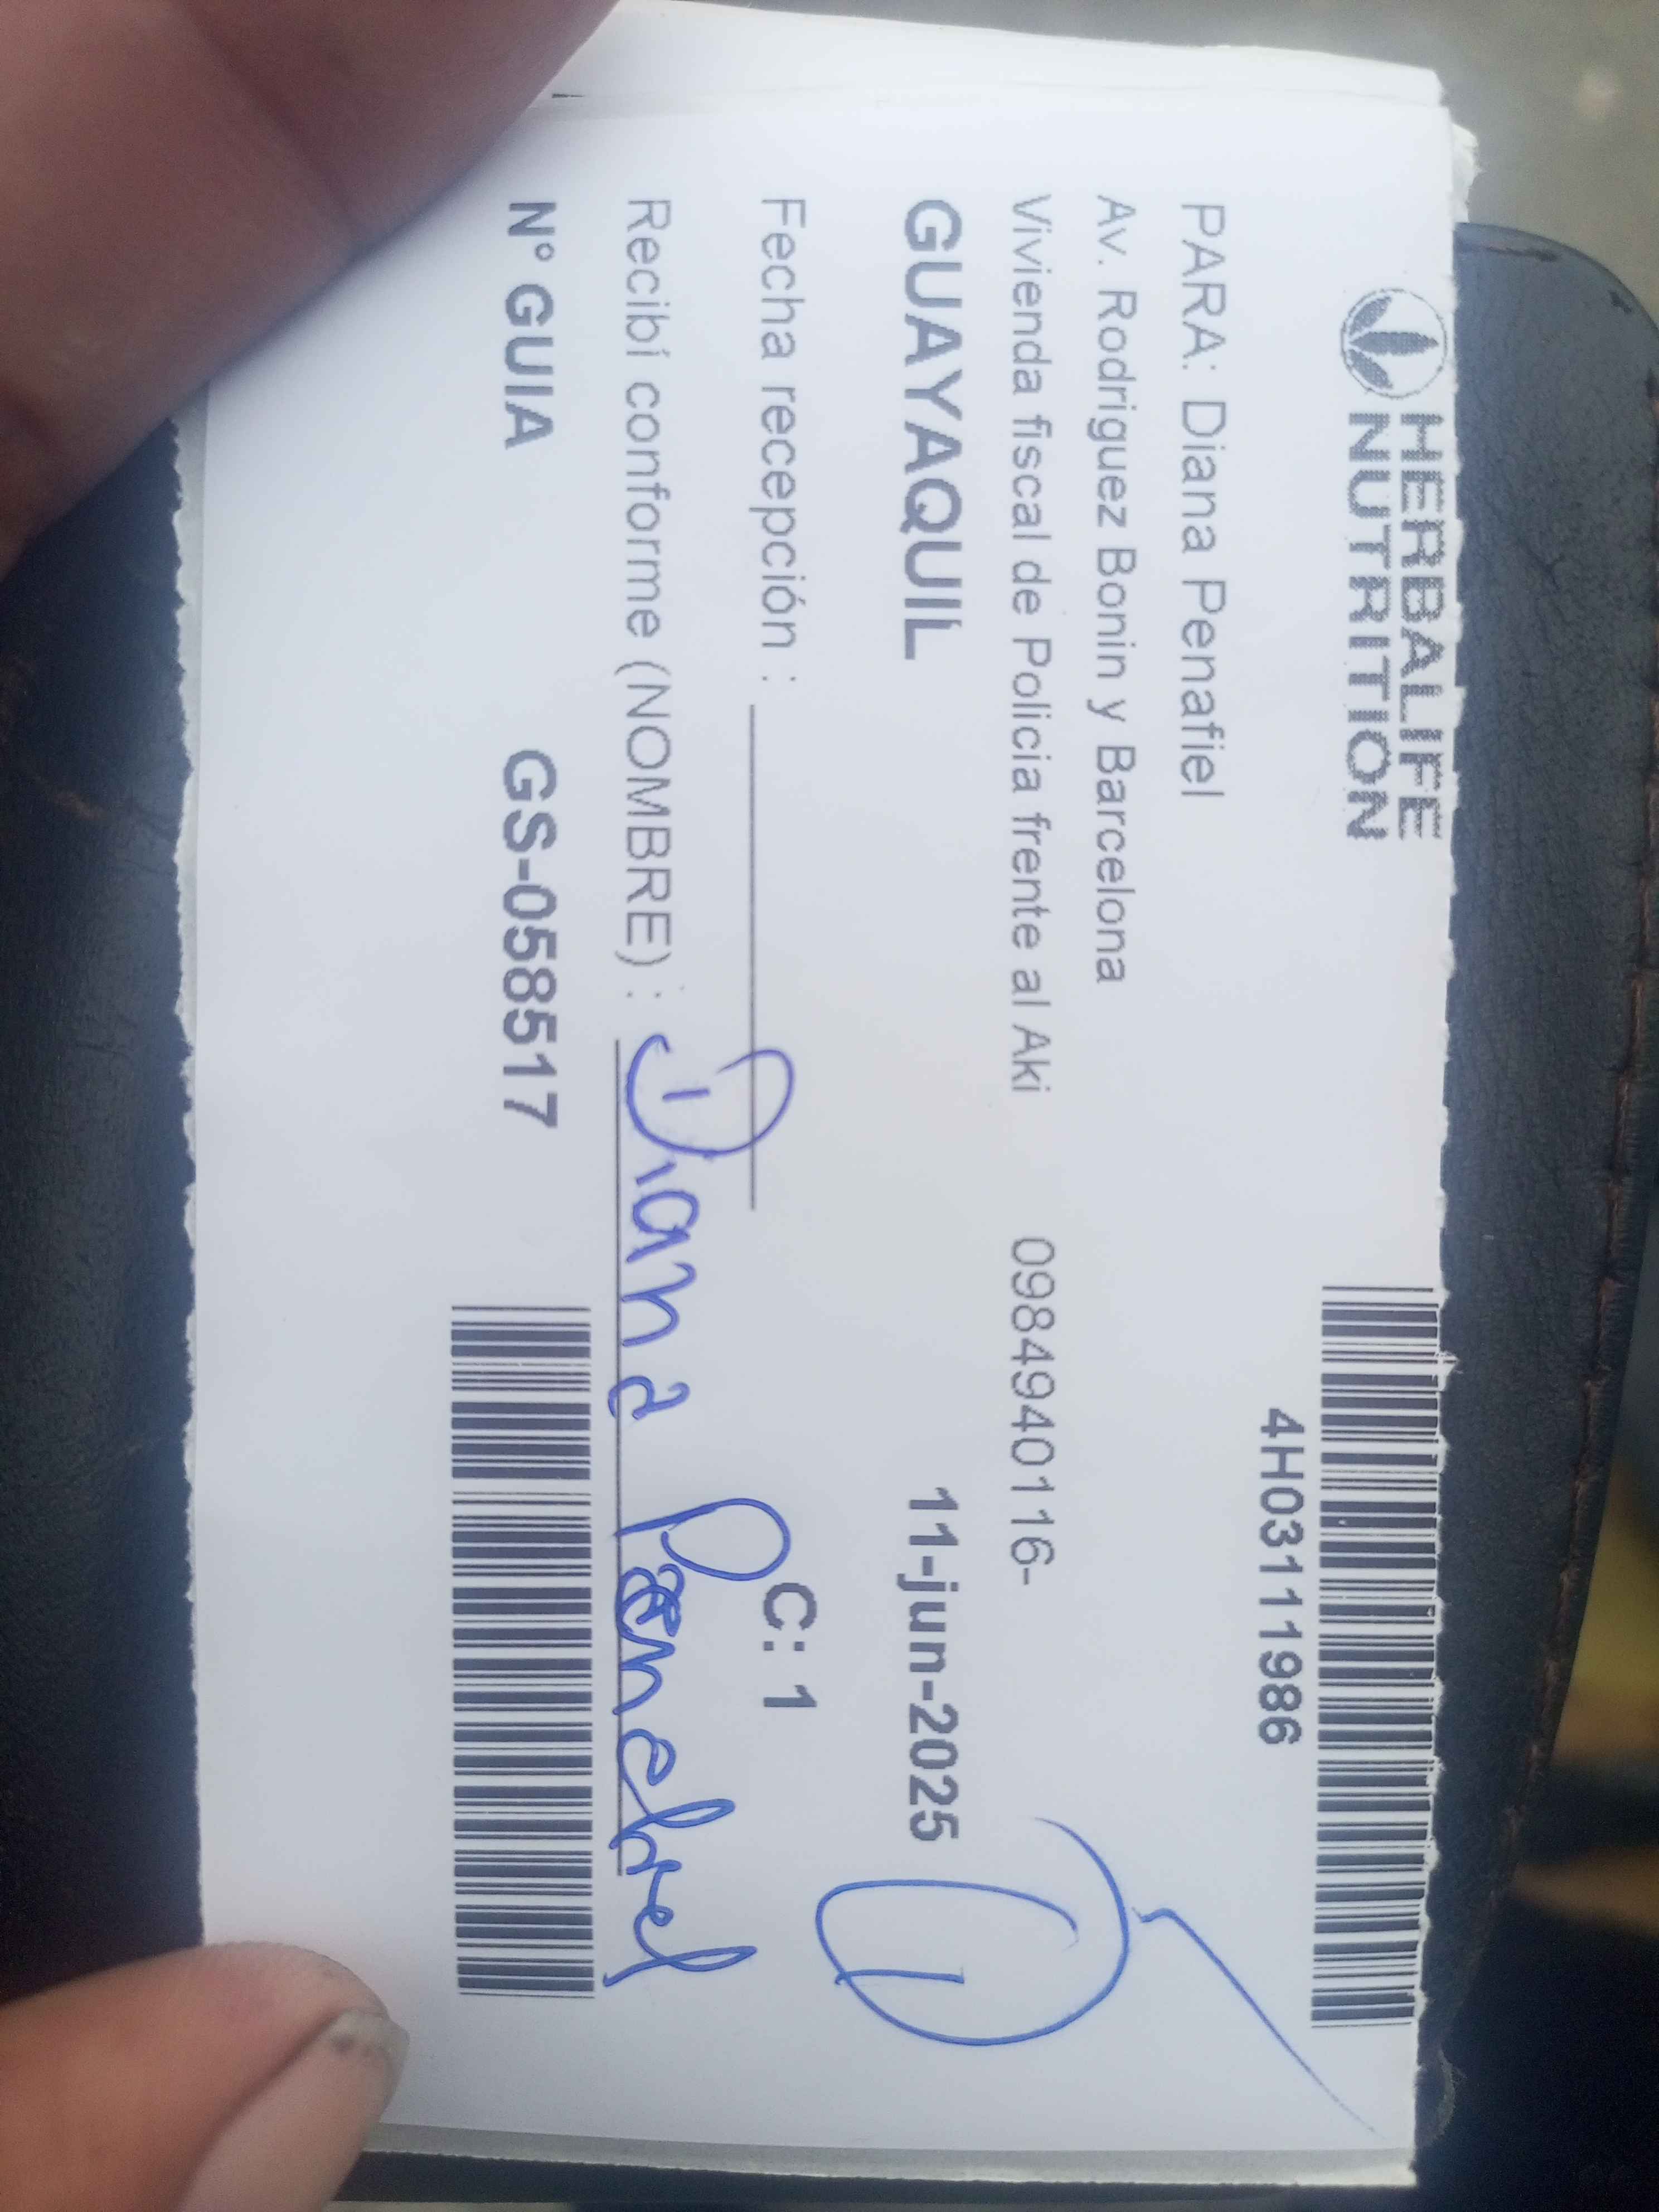 HERBALIFE
NUTRITION
4H03111986
PARA: Diana Penafiel
Av. Rodriguez Bonin y Barcelona
Vivienda fiscal de Policia frente al Aki 0984940116-
GUAYAQUIL 11-jun-2025
Fecha recepción : C: 1
Recibí conforme (NOMBRE) : Diana
N° GUIA GS-058517